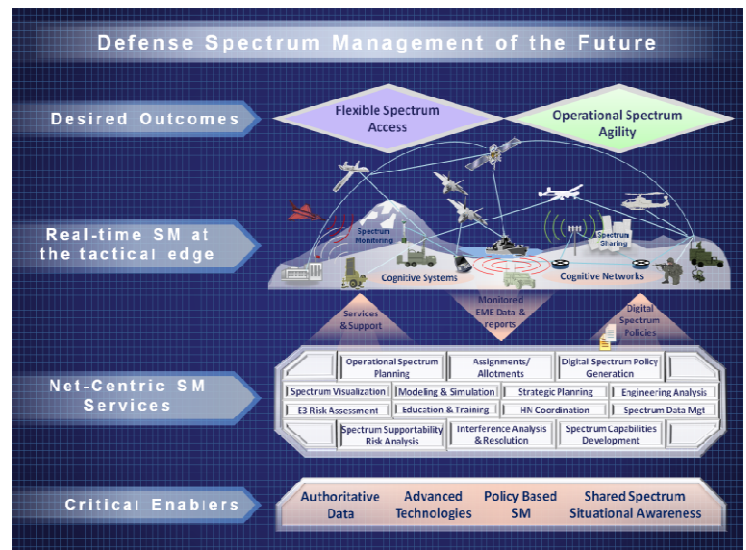 Defense Spectrum Management of the Future
Desired Outcomes
Flexible Spectrum
Access
Operational Spectrum
Agility
Real-time SM at
the tactical edge
Spectrum
Monitoring
Spectrum
Sharing
Cognitive Systems
Cognitive Networks
Services
& Support
Monitored
EME Data &
reports
Digital
Spectrum
Policies
Net-Centric SM
Services
Operational Spectrum
Planning
Assignments/
Allotments
Digital Spectrum Policy
Generation
Spectrum Visualization
Modeling & Simulation
Strategic Planning
Engineering Analysis
E3 Risk Assessment
Education & Training
HN Coordination
Spectrum Data Mgt
Spectrum Supportability
Risk Analysis
Interference Analysis
& Resolution
Spectrum Capabilities
Development
Critical Enablers
Authoritative
Data
Advanced
Technologies
Policy Based
SM
Shared Spectrum
Situational Awareness